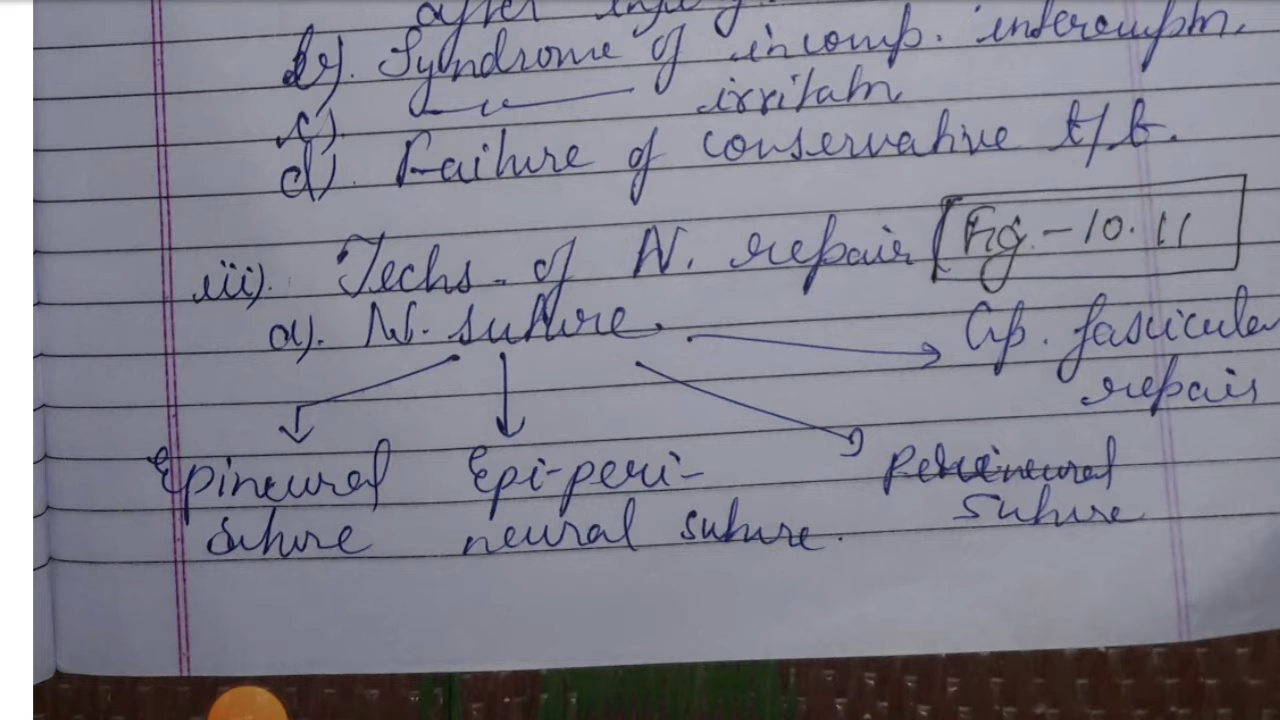 after
b). Syndrome of incomp. interruptn.
c). irritatn
d). Failure of conservative t/t.
iii). Techs. of N. repair [Fig.-10.11
a). N. suture. → Gp. fascicular
repair
Epineural Epi-peri- Perineural
suture neural suture. Suture